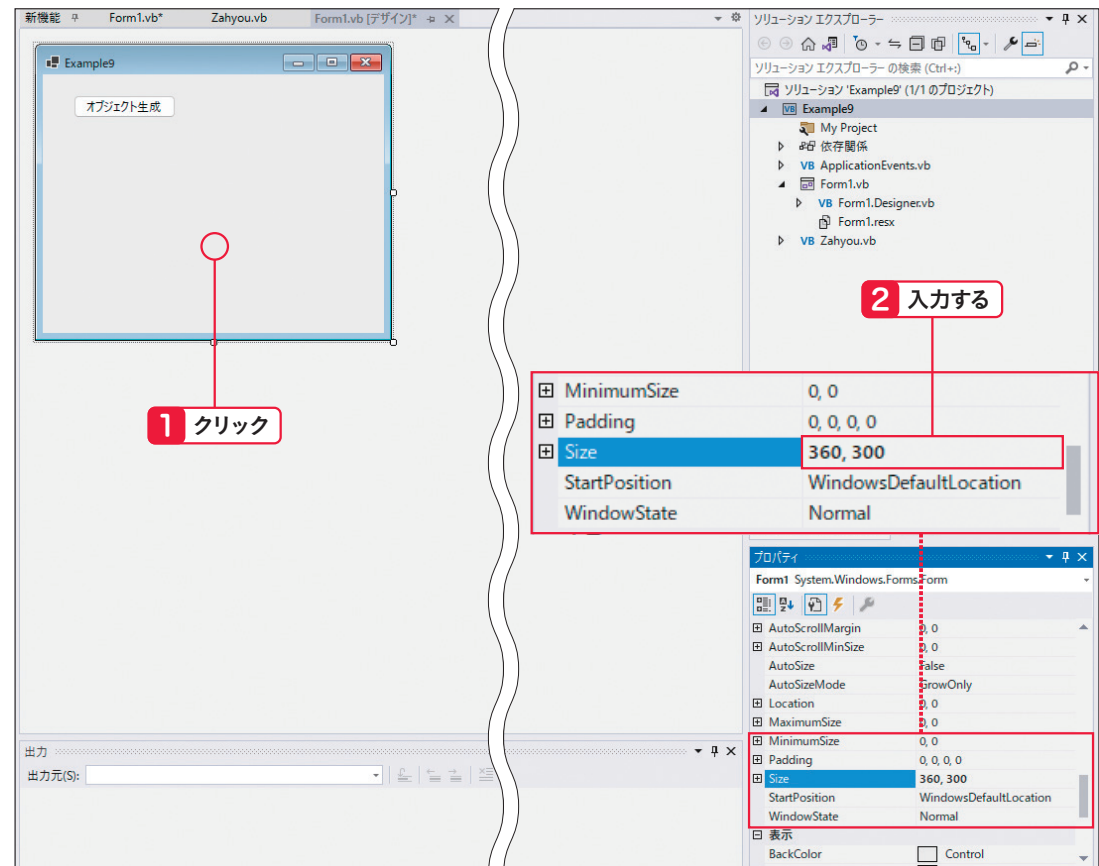 新機能 Form1.vb* Zahyou.vb Form1.vb [デザイン]*
Example9
オブジェクト生成
1 クリック
出力
出力元(S):
ソリューション エクスプローラー
ソリューション エクスプローラー の検索 (Ctrl+:)
ソリューション 'Example9' (1/1 のプロジェクト)
VB Example9
My Project
依存関係
VB ApplicationEvents.vb
Form1.vb
VB Form1.Designer.vb
Form1.resx
VB Zahyou.vb
2 入力する
MinimumSize 0, 0
Padding 0, 0, 0, 0
Size 360, 300
StartPosition WindowsDefaultLocation
WindowState Normal
プロパティ
Form1 System.Windows.Forms.Form
AutoScrollMargin 0, 0
AutoScrollMinSize 0, 0
AutoSize False
AutoSizeMode GrowOnly
Location 0, 0
MaximumSize 0, 0
MinimumSize 0, 0
Padding 0, 0, 0, 0
Size 360, 300
StartPosition WindowsDefaultLocation
WindowState Normal
表示
BackColor Control